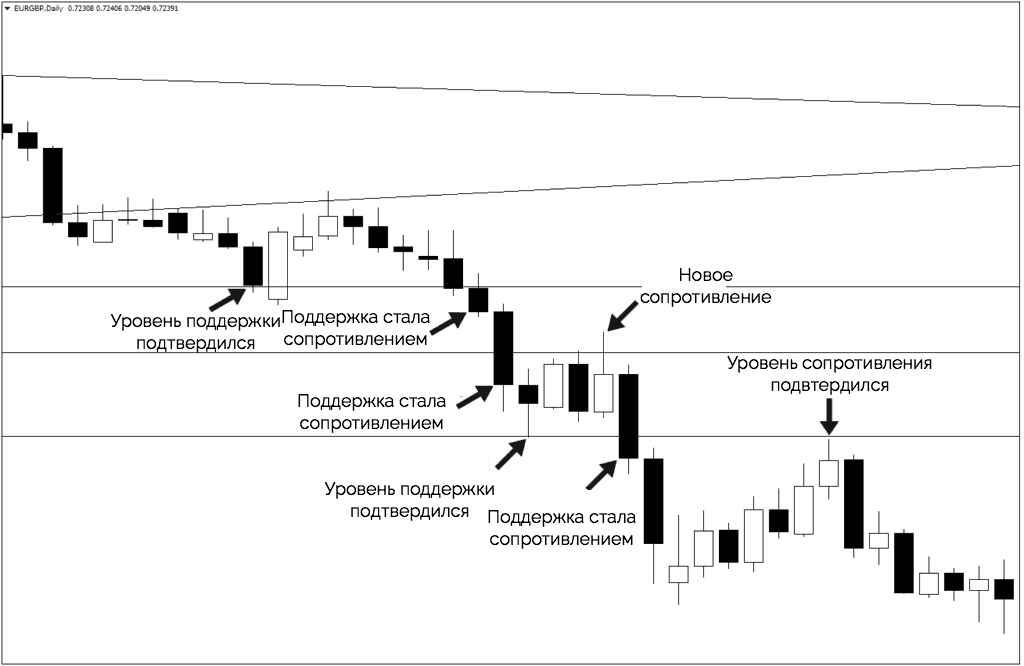 EURGBP,Daily 0.72308 0.72406 0.72049 0.72391
Новое
сопротивление
Уровень поддержки
подтвердился
Поддержка стала
сопротивлением
Уровень сопротивления
подвтердился
Поддержка стала
сопротивлением
Уровень поддержки
подтвердился
Поддержка стала
сопротивлением